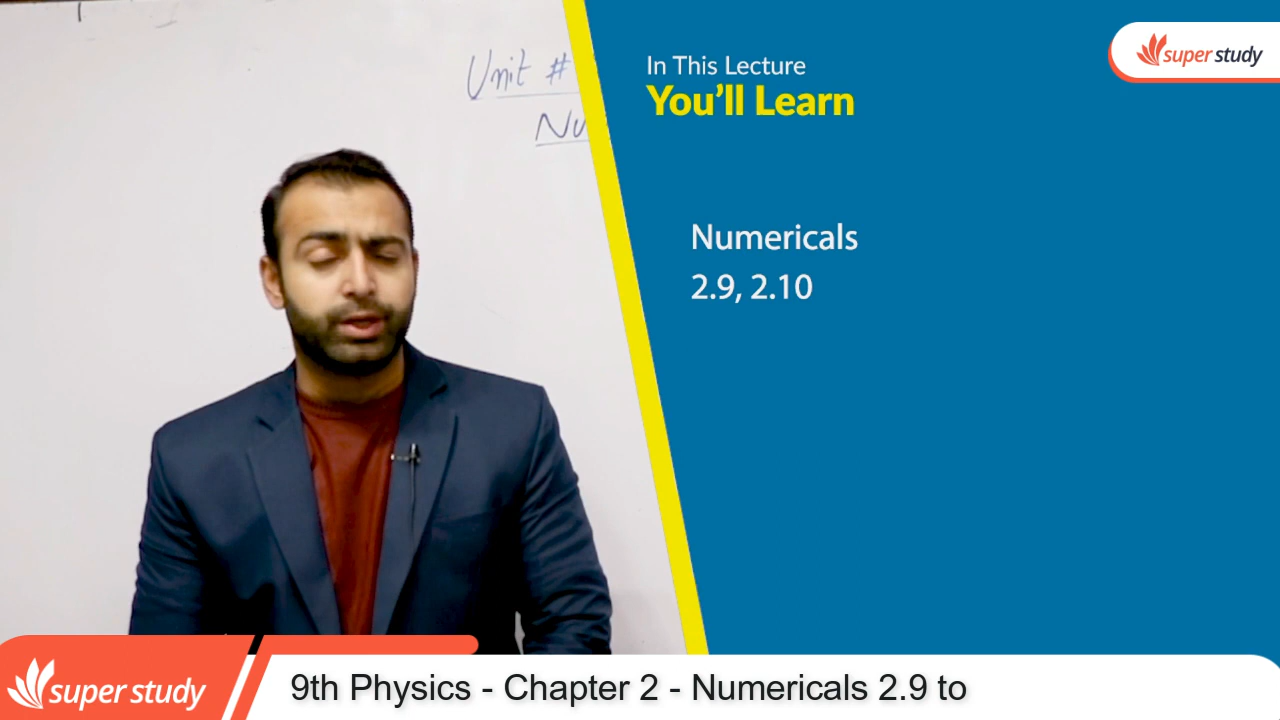 Unit #
In This Lecture
You'll Learn
super study
Numericals
2.9, 2.10
super study
9th Physics - Chapter 2 - Numericals 2.9 to